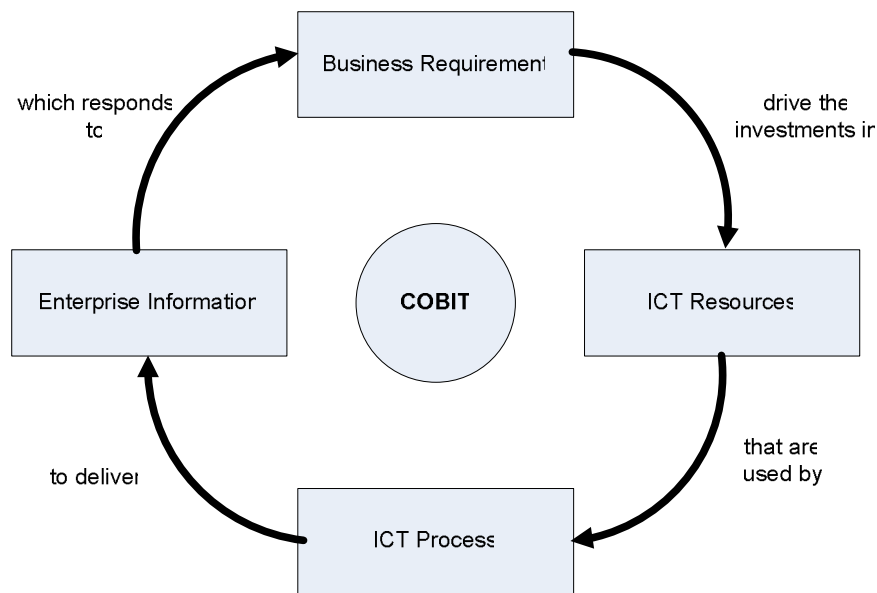 Business Requirement
which responds
to
drive the
investments in
Enterprise Information
COBIT
ICT Resources
that are
used by
to deliver
ICT Process